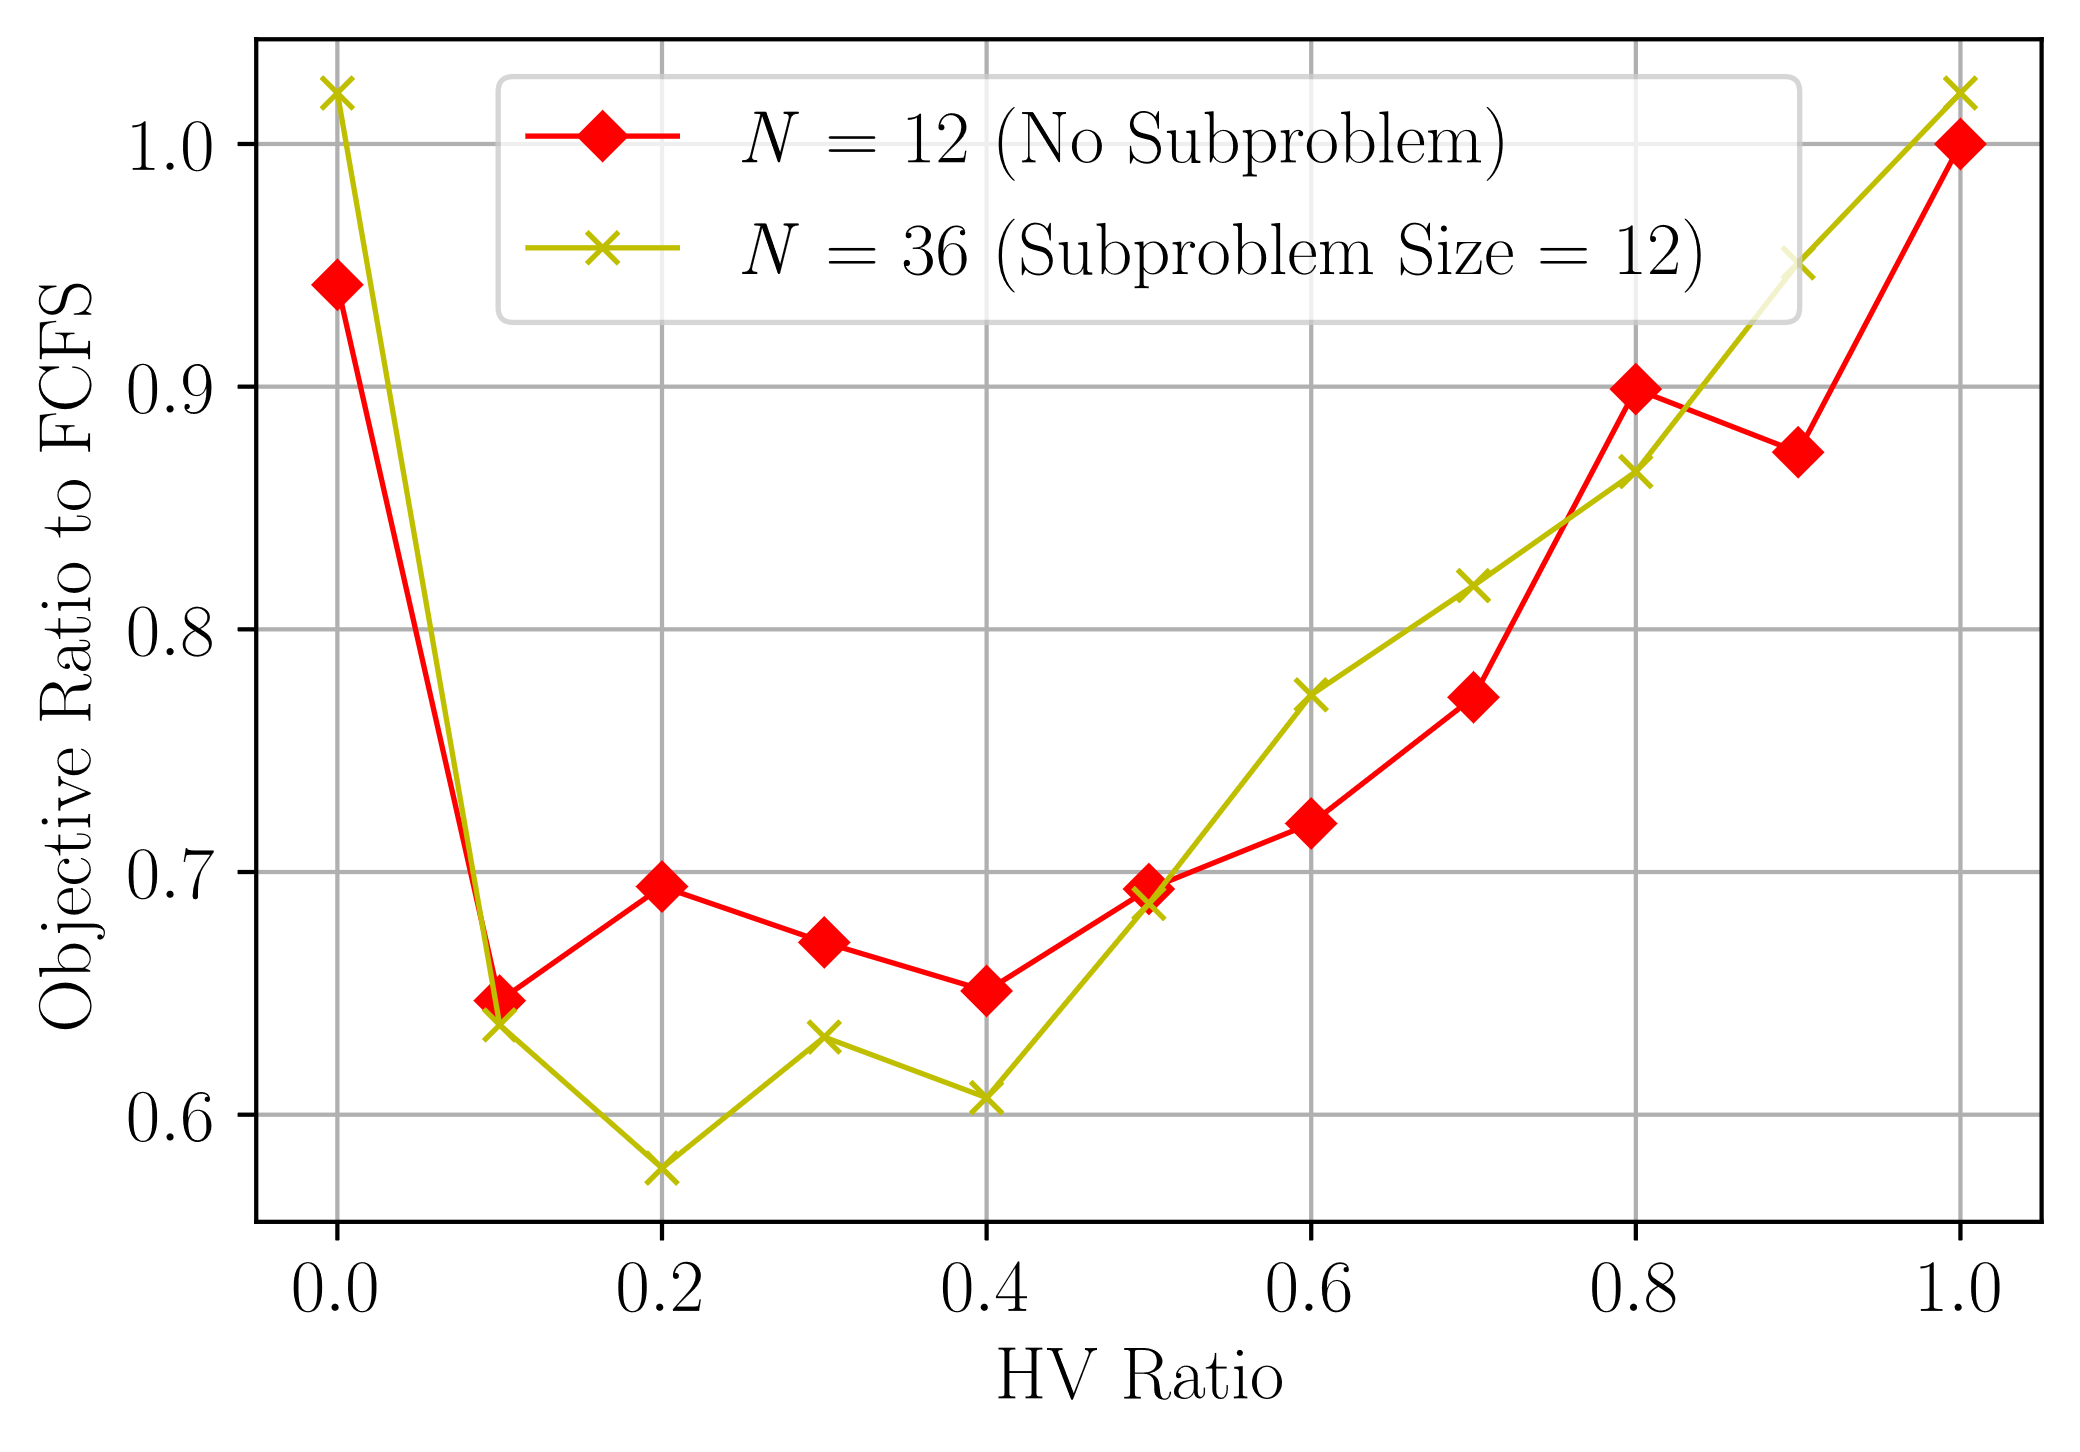 N = 12 (No Subproblem)
N = 36 (Subproblem Size = 12)
Objective Ratio to FCFS
1.0
0.9
0.8
0.7
0.6
0.0 0.2 0.4 0.6 0.8 1.0
HV Ratio